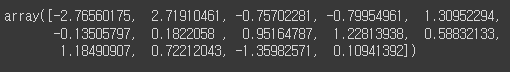 array([-2.76560175,  2.71910461, -0.75702281, -0.79954961,  1.30952294,
       -0.13505797,  0.1822058 ,  0.95164787,  1.22813938,  0.58832133,
        1.18490907,  0.72212043, -1.35982571,  0.10941392])